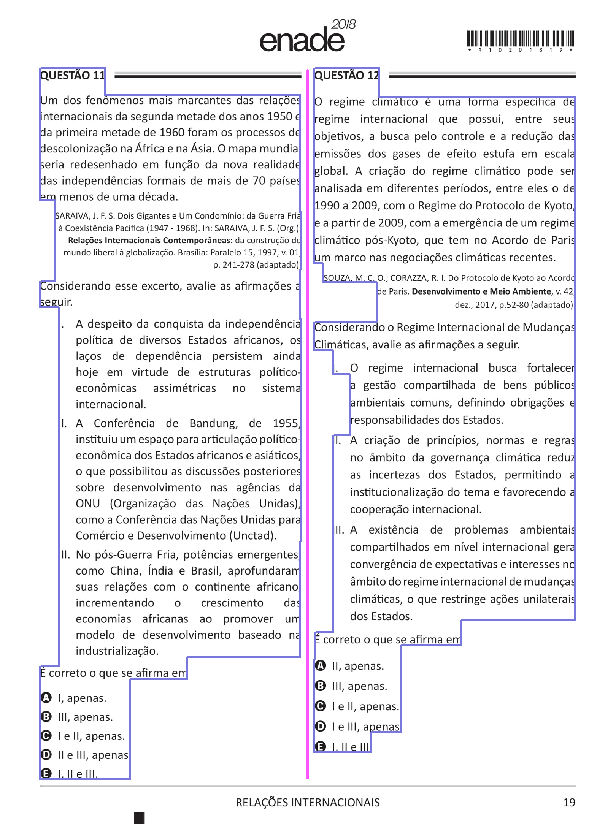 enade2018
*R1920181919*
QUESTÃO 11
Um dos fenômenos mais marcantes das relações
internacionais da segunda metade dos anos 1950 e
da primeira metade de 1960 foram os processos de
descolonização na África e na Ásia. O mapa mundial
seria redesenhado em função da nova realidade
das independências formais de mais de 70 países
em menos de uma década.
SARAIVA, J. F. S. Dois Gigantes e Um Condomínio: da Guerra Fria
à Coexistência Pacífica (1947 - 1968). In: SARAIVA, J. F. S. (Org.)
Relações Internacionais Contemporâneas: da construção do
mundo liberal à globalização. Brasília: Paralelo 15, 1997, v. 01,
p. 241-278 (adaptado)
Considerando esse excerto, avalie as afirmações a
seguir.
I. A despeito da conquista da independência
política de diversos Estados africanos, os
laços de dependência persistem ainda
hoje em virtude de estruturas político-
econômicas assimétricas no sistema
internacional.
II. A Conferência de Bandung, de 1955,
instituiu um espaço para articulação político-
econômica dos Estados africanos e asiáticos,
o que possibilitou as discussões posteriores
sobre desenvolvimento nas agências da
ONU (Organização das Nações Unidas),
como a Conferência das Nações Unidas para
Comércio e Desenvolvimento (Unctad).
III. No pós-Guerra Fria, potências emergentes,
como China, Índia e Brasil, aprofundaram
suas relações com o continente africano,
incrementando o crescimento das
economias africanas ao promover um
modelo de desenvolvimento baseado na
industrialização.
É correto o que se afirma em
A I, apenas.
B III, apenas.
C I e II, apenas.
D II e III, apenas
E I, II e III.
QUESTÃO 12
O regime climático é uma forma específica de
regime internacional que possui, entre seus
objetivos, a busca pelo controle e a redução das
emissões dos gases de efeito estufa em escala
global. A criação do regime climático pode ser
analisada em diferentes períodos, entre eles o de
1990 a 2009, com o Regime do Protocolo de Kyoto,
e a partir de 2009, com a emergência de um regime
climático pós-Kyoto, que tem no Acordo de Paris
um marco nas negociações climáticas recentes.
SOUZA, M. C. O., CORAZZA, R. I. Do Protocolo de Kyoto ao Acordo
de Paris. Desenvolvimento e Meio Ambiente, v. 42,
dez., 2017, p.52-80 (adaptado)
Considerando o Regime Internacional de Mudanças
Climáticas, avalie as afirmações a seguir.
I. O regime internacional busca fortalecer
a gestão compartilhada de bens públicos
ambientais comuns, definindo obrigações e
responsabilidades dos Estados.
II. A criação de princípios, normas e regras
no âmbito da governança climática reduz
as incertezas dos Estados, permitindo a
institucionalização do tema e favorecendo a
cooperação internacional.
III. A existência de problemas ambientais
compartilhados em nível internacional gera
convergência de expectativas e interesses no
âmbito do regime internacional de mudanças
climáticas, o que restringe ações unilaterais
dos Estados.
É correto o que se afirma em
A II, apenas.
B III, apenas.
C I e II, apenas.
D I e III, apenas
E I, II e III
RELAÇÕES INTERNACIONAIS
19